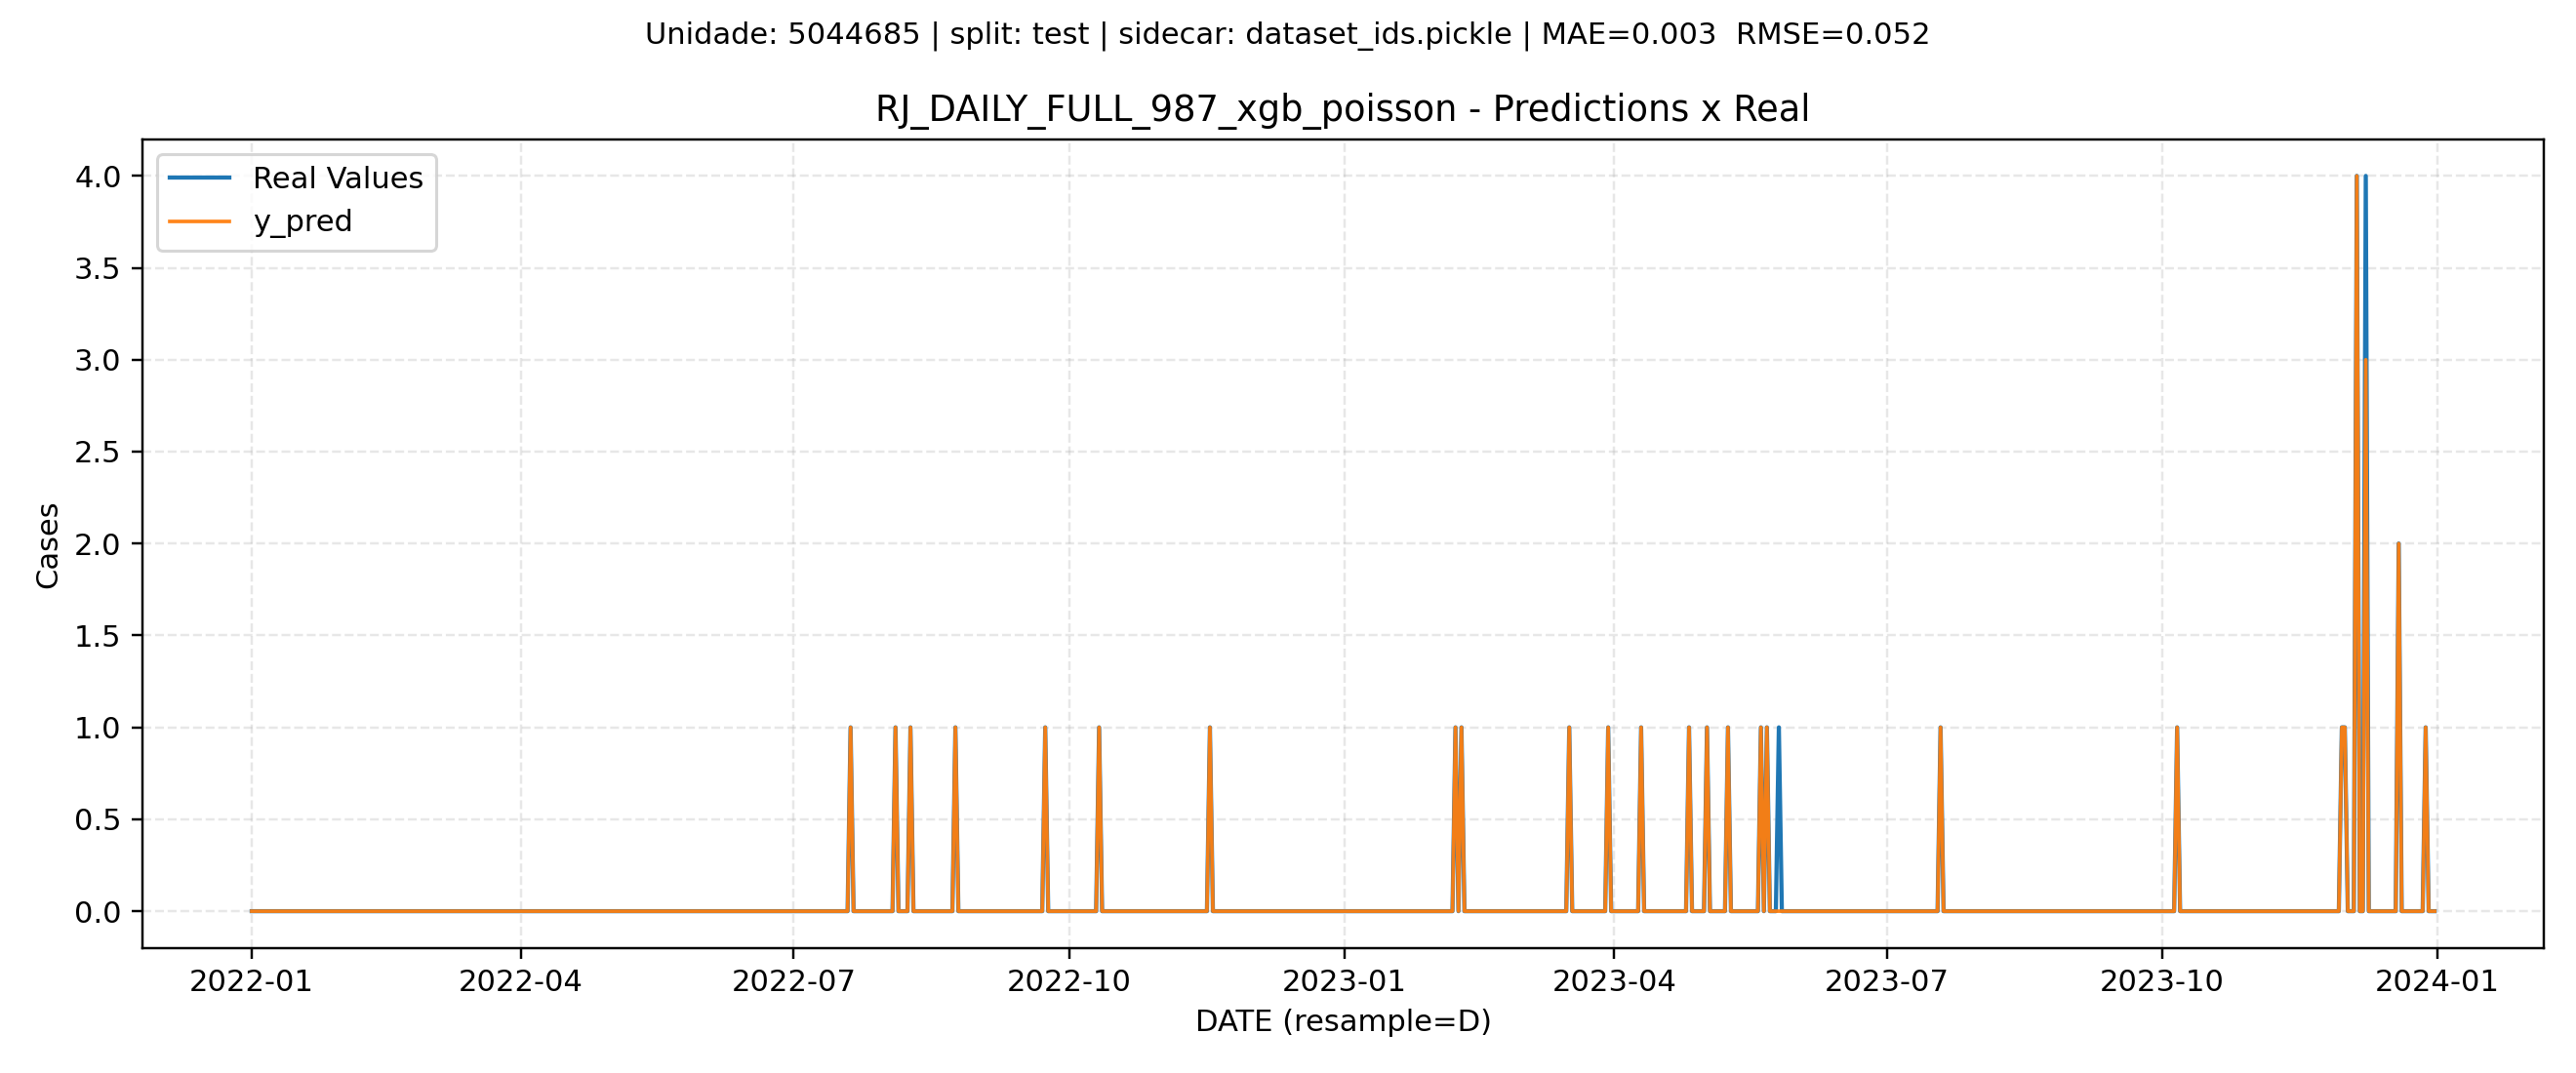 Unidade: 5044685 | split: test | sidecar: dataset_ids.pickle | MAE=0.003  RMSE=0.052
RJ_DAILY_FULL_987_xgb_poisson - Predictions x Real
Real Values
y_pred
4.0
3.5
3.0
2.5
2.0
1.5
1.0
0.5
0.0
Cases
2022-01 2022-04 2022-07 2022-10 2023-01 2023-04 2023-07 2023-10 2024-01
DATE (resample=D)